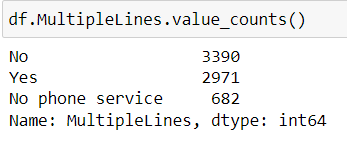 df.MultipleLines.value_counts()
No                  3390
Yes                 2971
No phone service     682
Name: MultipleLines, dtype: int64